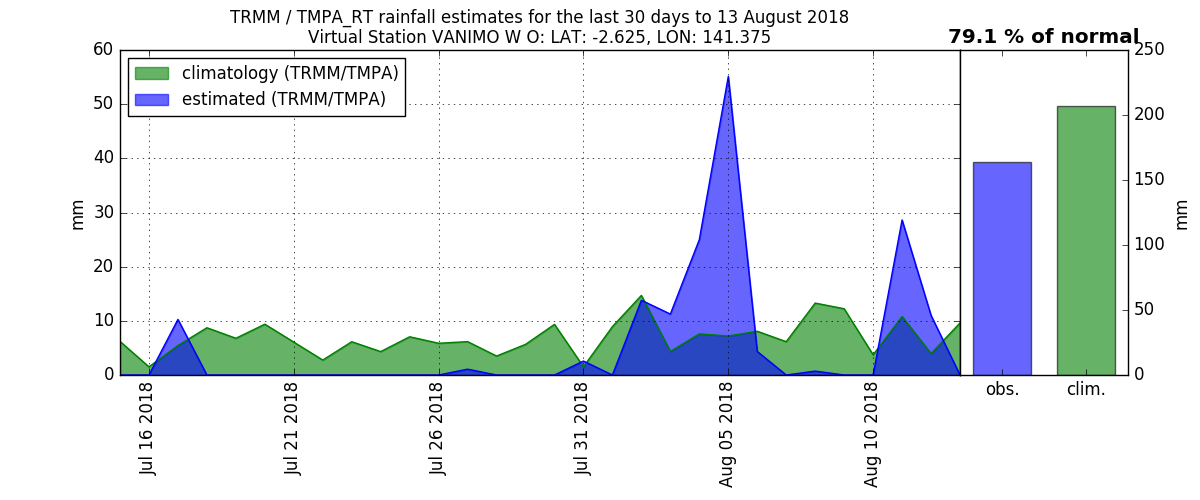 TRMM / TMPA_RT rainfall estimates for the last 30 days to 13 August 2018
Virtual Station VANIMO W O: LAT: -2.625, LON: 141.375
79.1 % of normal
climatology (TRMM/TMPA)
estimated (TRMM/TMPA)
60
50
40
30
20
10
0
mm
Jul 16 2018
Jul 21 2018
Jul 26 2018
Jul 31 2018
Aug 05 2018
Aug 10 2018
obs.
clim.
250
200
150
100
50
0
mm